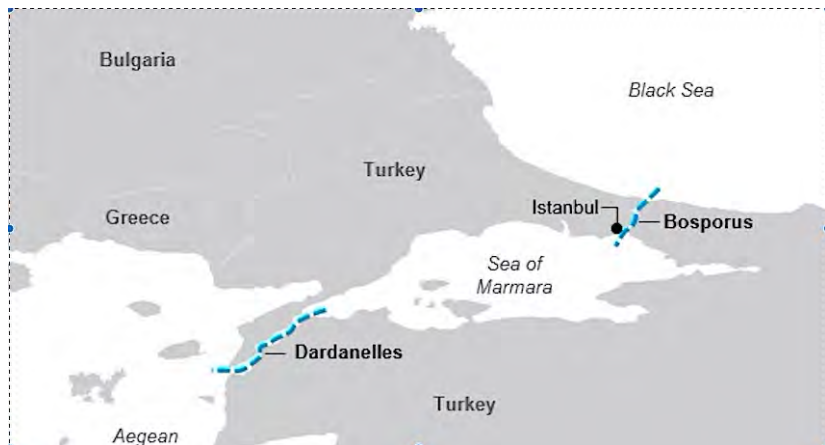 Bulgaria
Black Sea
Turkey
Istanbul
Greece
Bosporus
Sea of
Marmara
Dardanelles
Turkey
Aegean